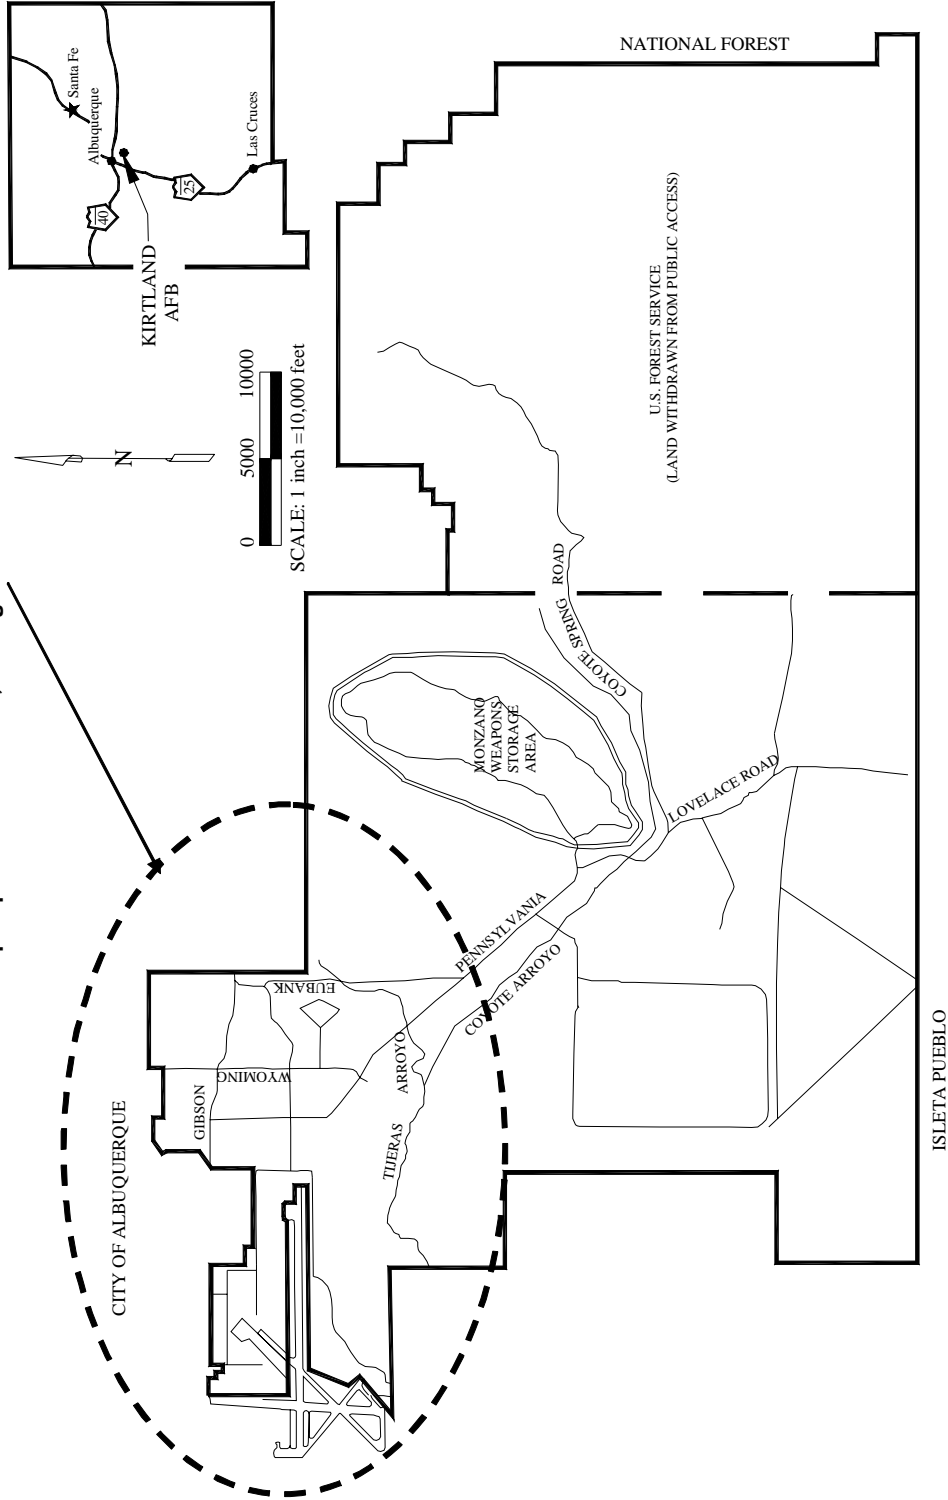 NATIONAL FOREST
Santa Fe
Albuquerque
Las Cruces
40
25
KIRTLAND
AFB
N
0 5000 10000
SCALE: 1 inch =10,000 feet
U.S. FOREST SERVICE
(LAND WITHDRAWN FROM PUBLIC ACCESS)
COYOTE SPRING ROAD
MONZANO
WEAPONS
STORAGE
AREA
LOVELACE ROAD
PENNSYLVANIA
COYOTE ARROYO
EUBANK
WYOMING
GIBSON
TIJERAS ARROYO
CITY OF ALBUQUERQUE
ISLETA PUEBLO